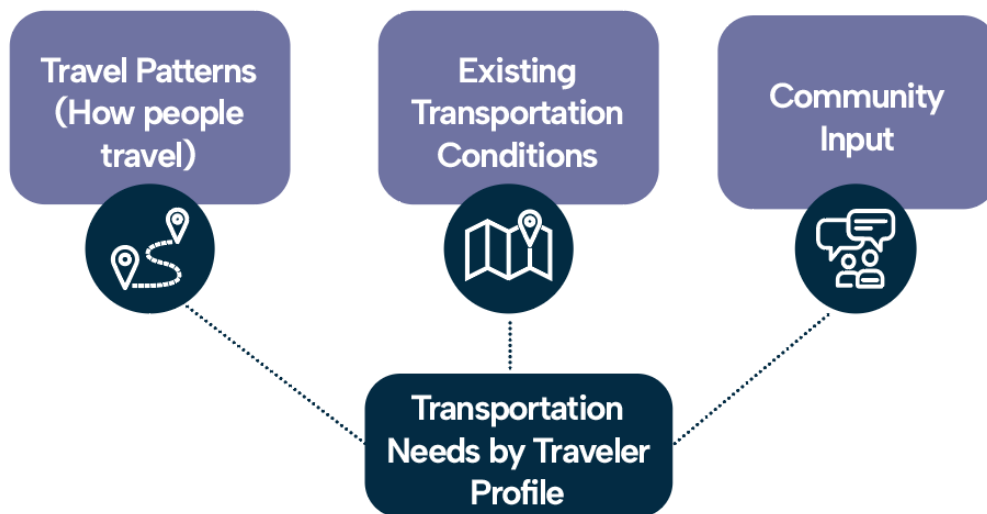 Travel Patterns
(How people
travel)
Existing
Transportation
Conditions
Community
Input
Transportation
Needs by Traveler
Profile